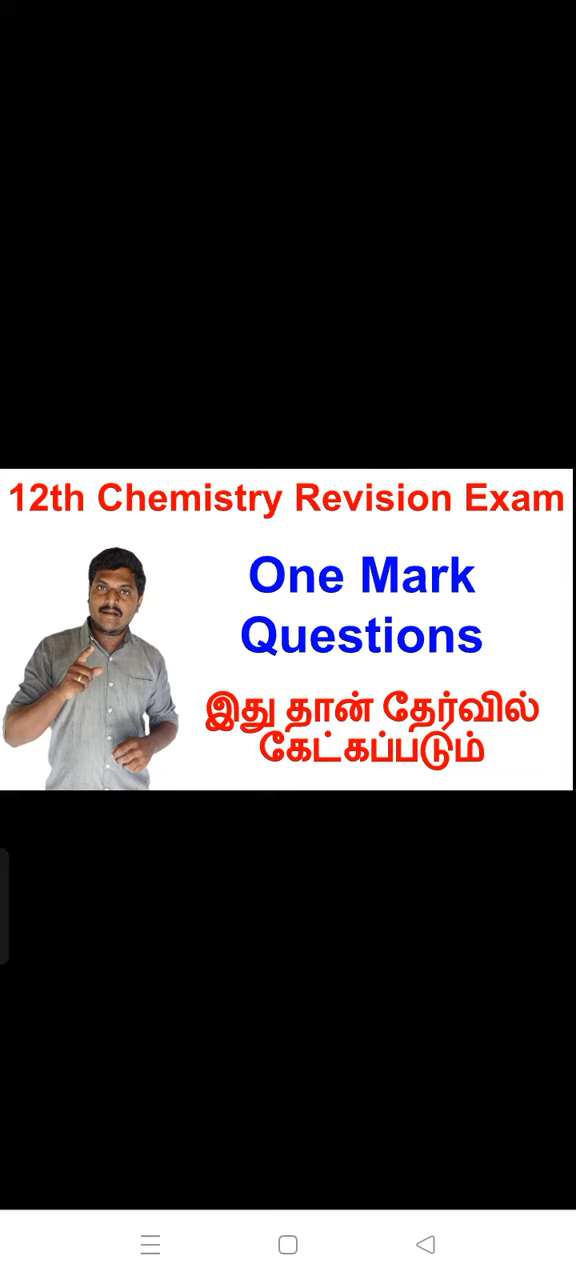 12th Chemistry Revision Exam
One Mark
Questions
இது தான் தேர்வில்
கேட்கப்படும்